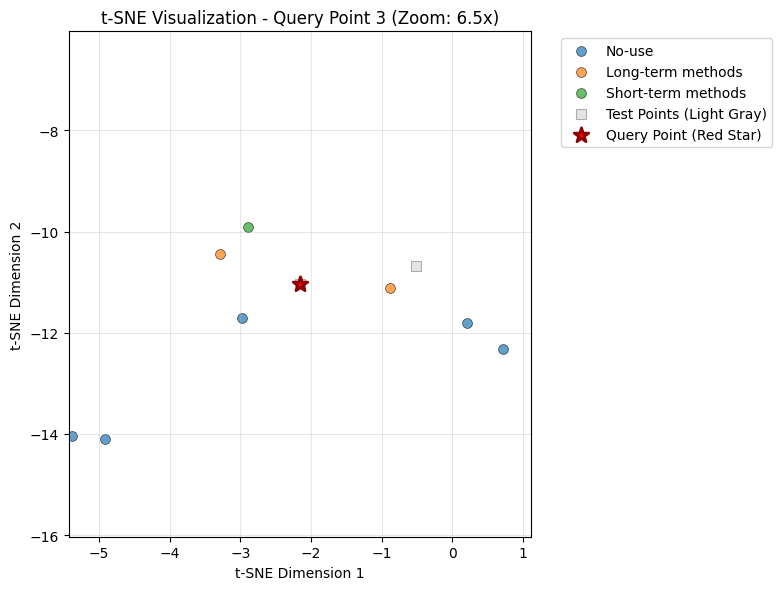 t-SNE Visualization - Query Point 3 (Zoom: 6.5x)
No-use
Long-term methods
Short-term methods
Test Points (Light Gray)
Query Point (Red Star)
t-SNE Dimension 2
−8
−10
−12
−14
−16
−5
−4
−3
−2
−1
0
1
t-SNE Dimension 1